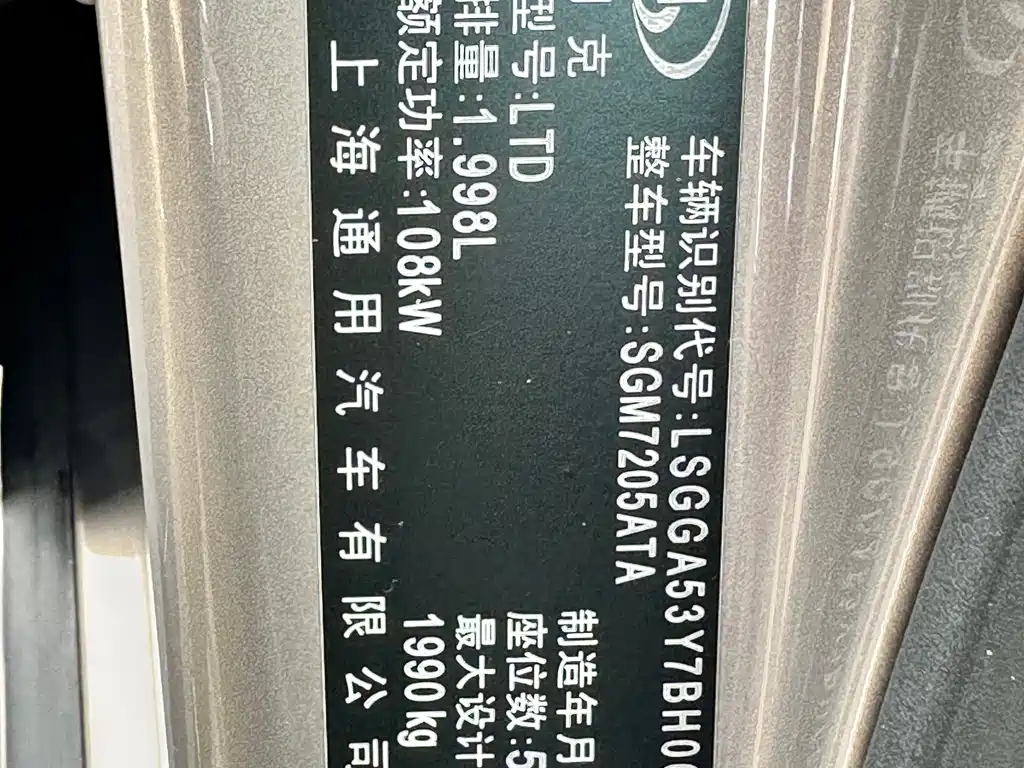 克
车辆识别代号:LSGGA53Y7BH0
整车型号:SGM7205ATA
制造年月
型号:LTD
座位数:5
排量:1.998L
最大设计
额定功率:108kW
1990kg
上海通用汽车有限公司